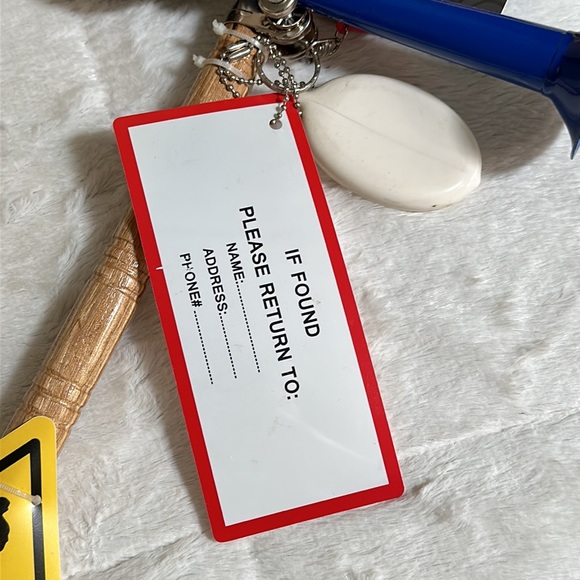 IF FOUND
PLEASE RETURN TO:
NAME:....................
ADDRESS:..............
PHONE#.................